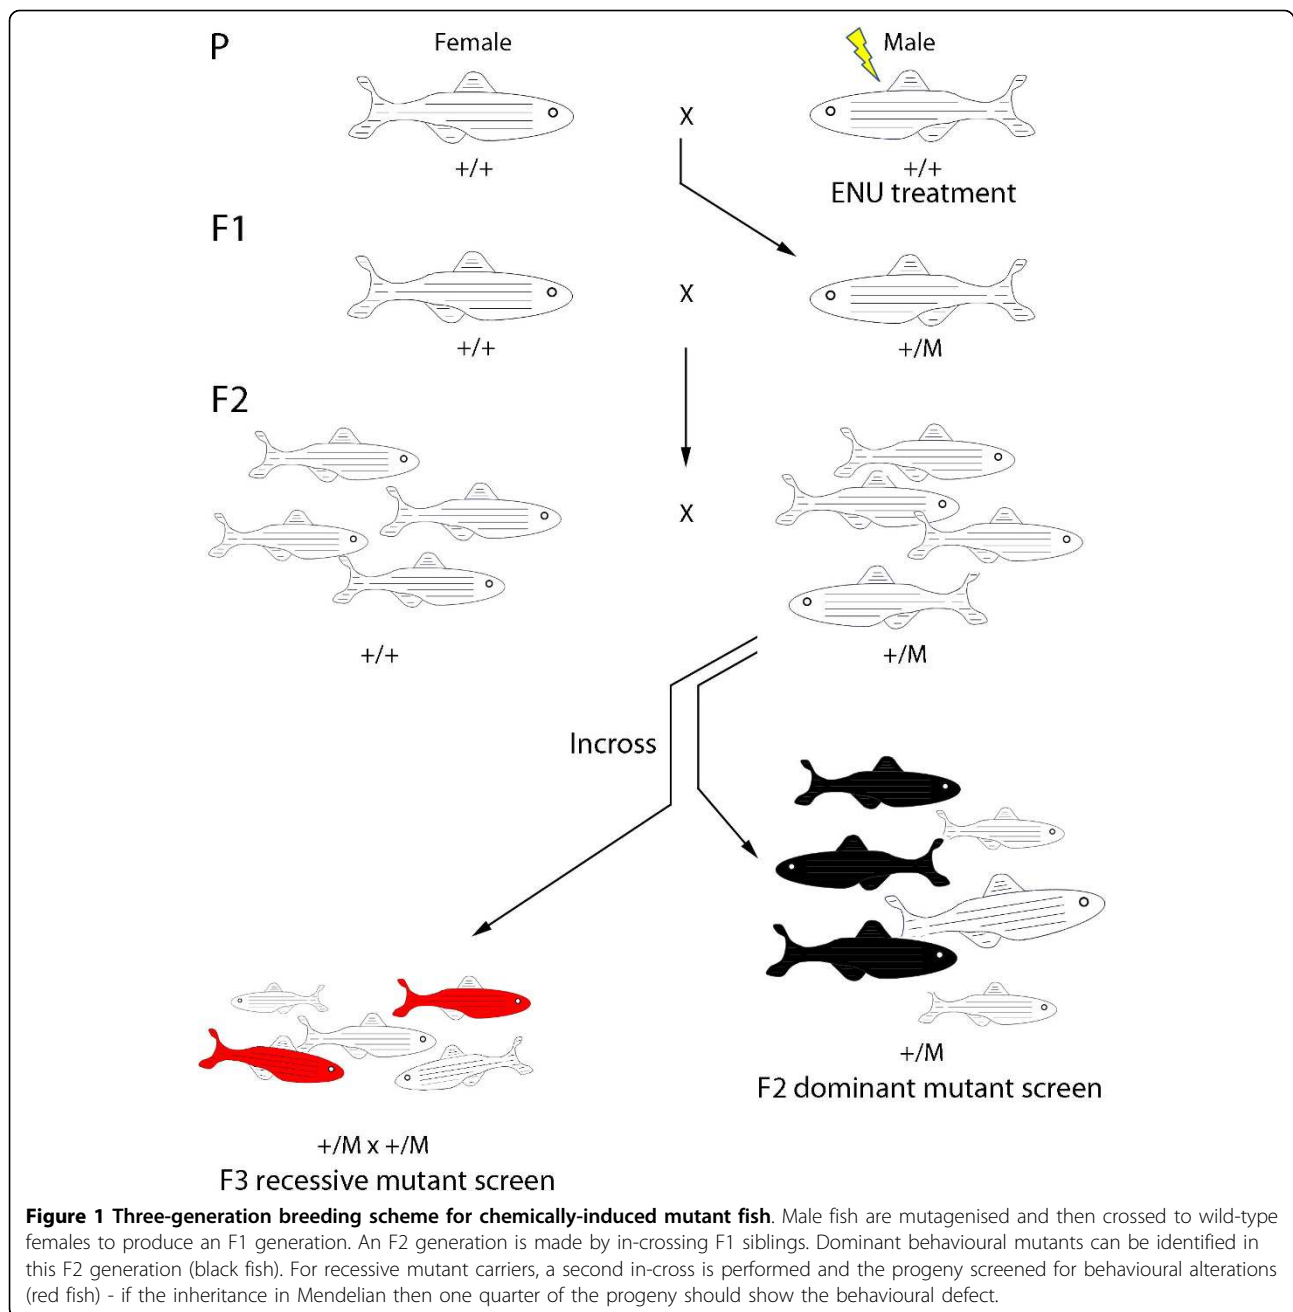 P
Female
Male
X
+/+
+/+
ENU treatment
F1
X
+/+
+/M
F2
X
+/+
+/M
Incross
+/M
F2 dominant mutant screen
+/M x +/M
F3 recessive mutant screen
Figure 1 Three-generation breeding scheme for chemically-induced mutant fish. Male fish are mutagenised and then crossed to wild-type
females to produce an F1 generation. An F2 generation is made by in-crossing F1 siblings. Dominant behavioural mutants can be identified in
this F2 generation (black fish). For recessive mutant carriers, a second in-cross is performed and the progeny screened for behavioural alterations
(red fish) - if the inheritance in Mendelian then one quarter of the progeny should show the behavioural defect.